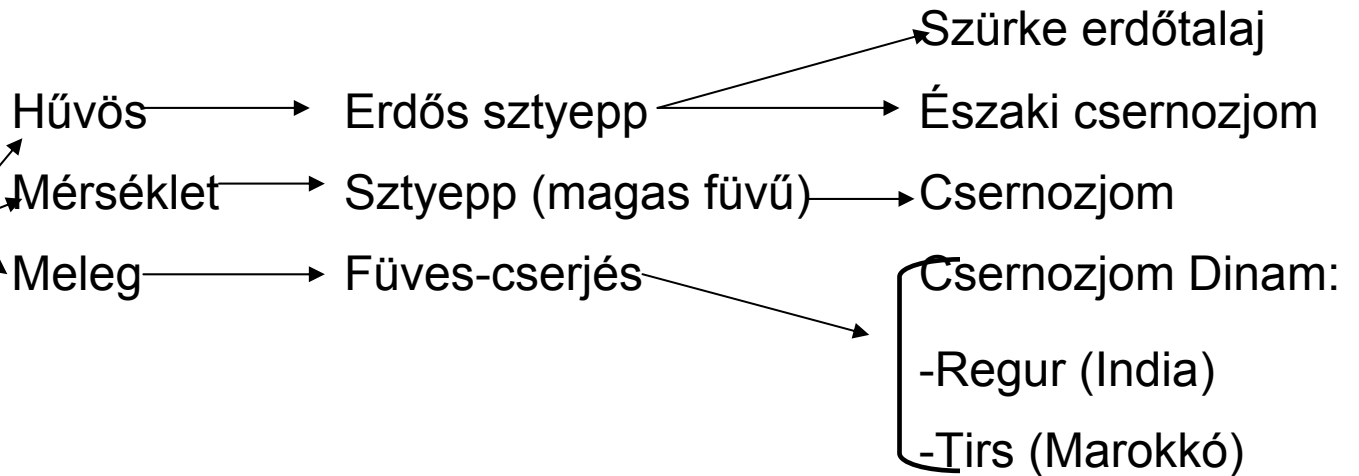 Szürke erdőtalaj
Hűvös Erdős sztyepp Északi csernozjom
Mérséklet Sztyepp (magas füvű) Csernozjom
Meleg Füves-cserjés Csernozjom Dinam:
-Regur (India)
-Tirs (Marokkó)